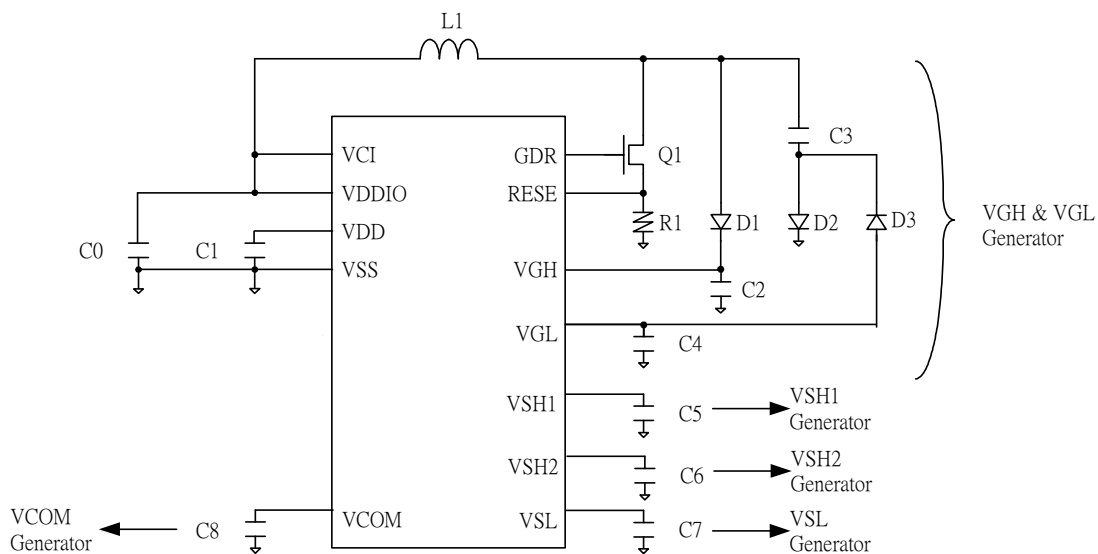 L1
VCI
GDR
Q1
C3
VDDIO
RESE
R1
D1
D2
D3
VGH & VGL
Generator
C0
C1
VDD
VSS
VGH
C2
VGL
C4
VSH1
C5
VSH1
Generator
VSH2
C6
VSH2
Generator
VCOM
Generator
C8
VCOM
VSL
C7
VSL
Generator